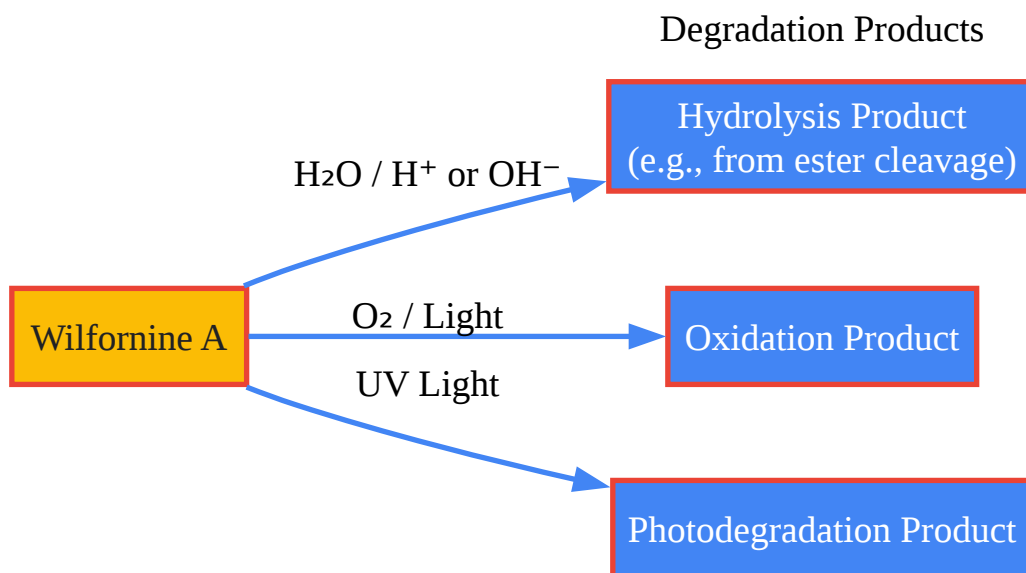 Degradation Products
Hydrolysis Product
(e.g., from ester cleavage)
H₂O / H⁺ or OH⁻
Wilfornine A
O₂ / Light
Oxidation Product
UV Light
Photodegradation Product